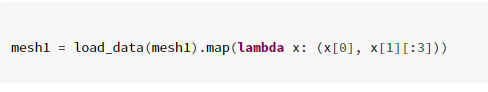 mesh1 = load_data(mesh1).map(lambda x: (x[0], x[1][:3]))